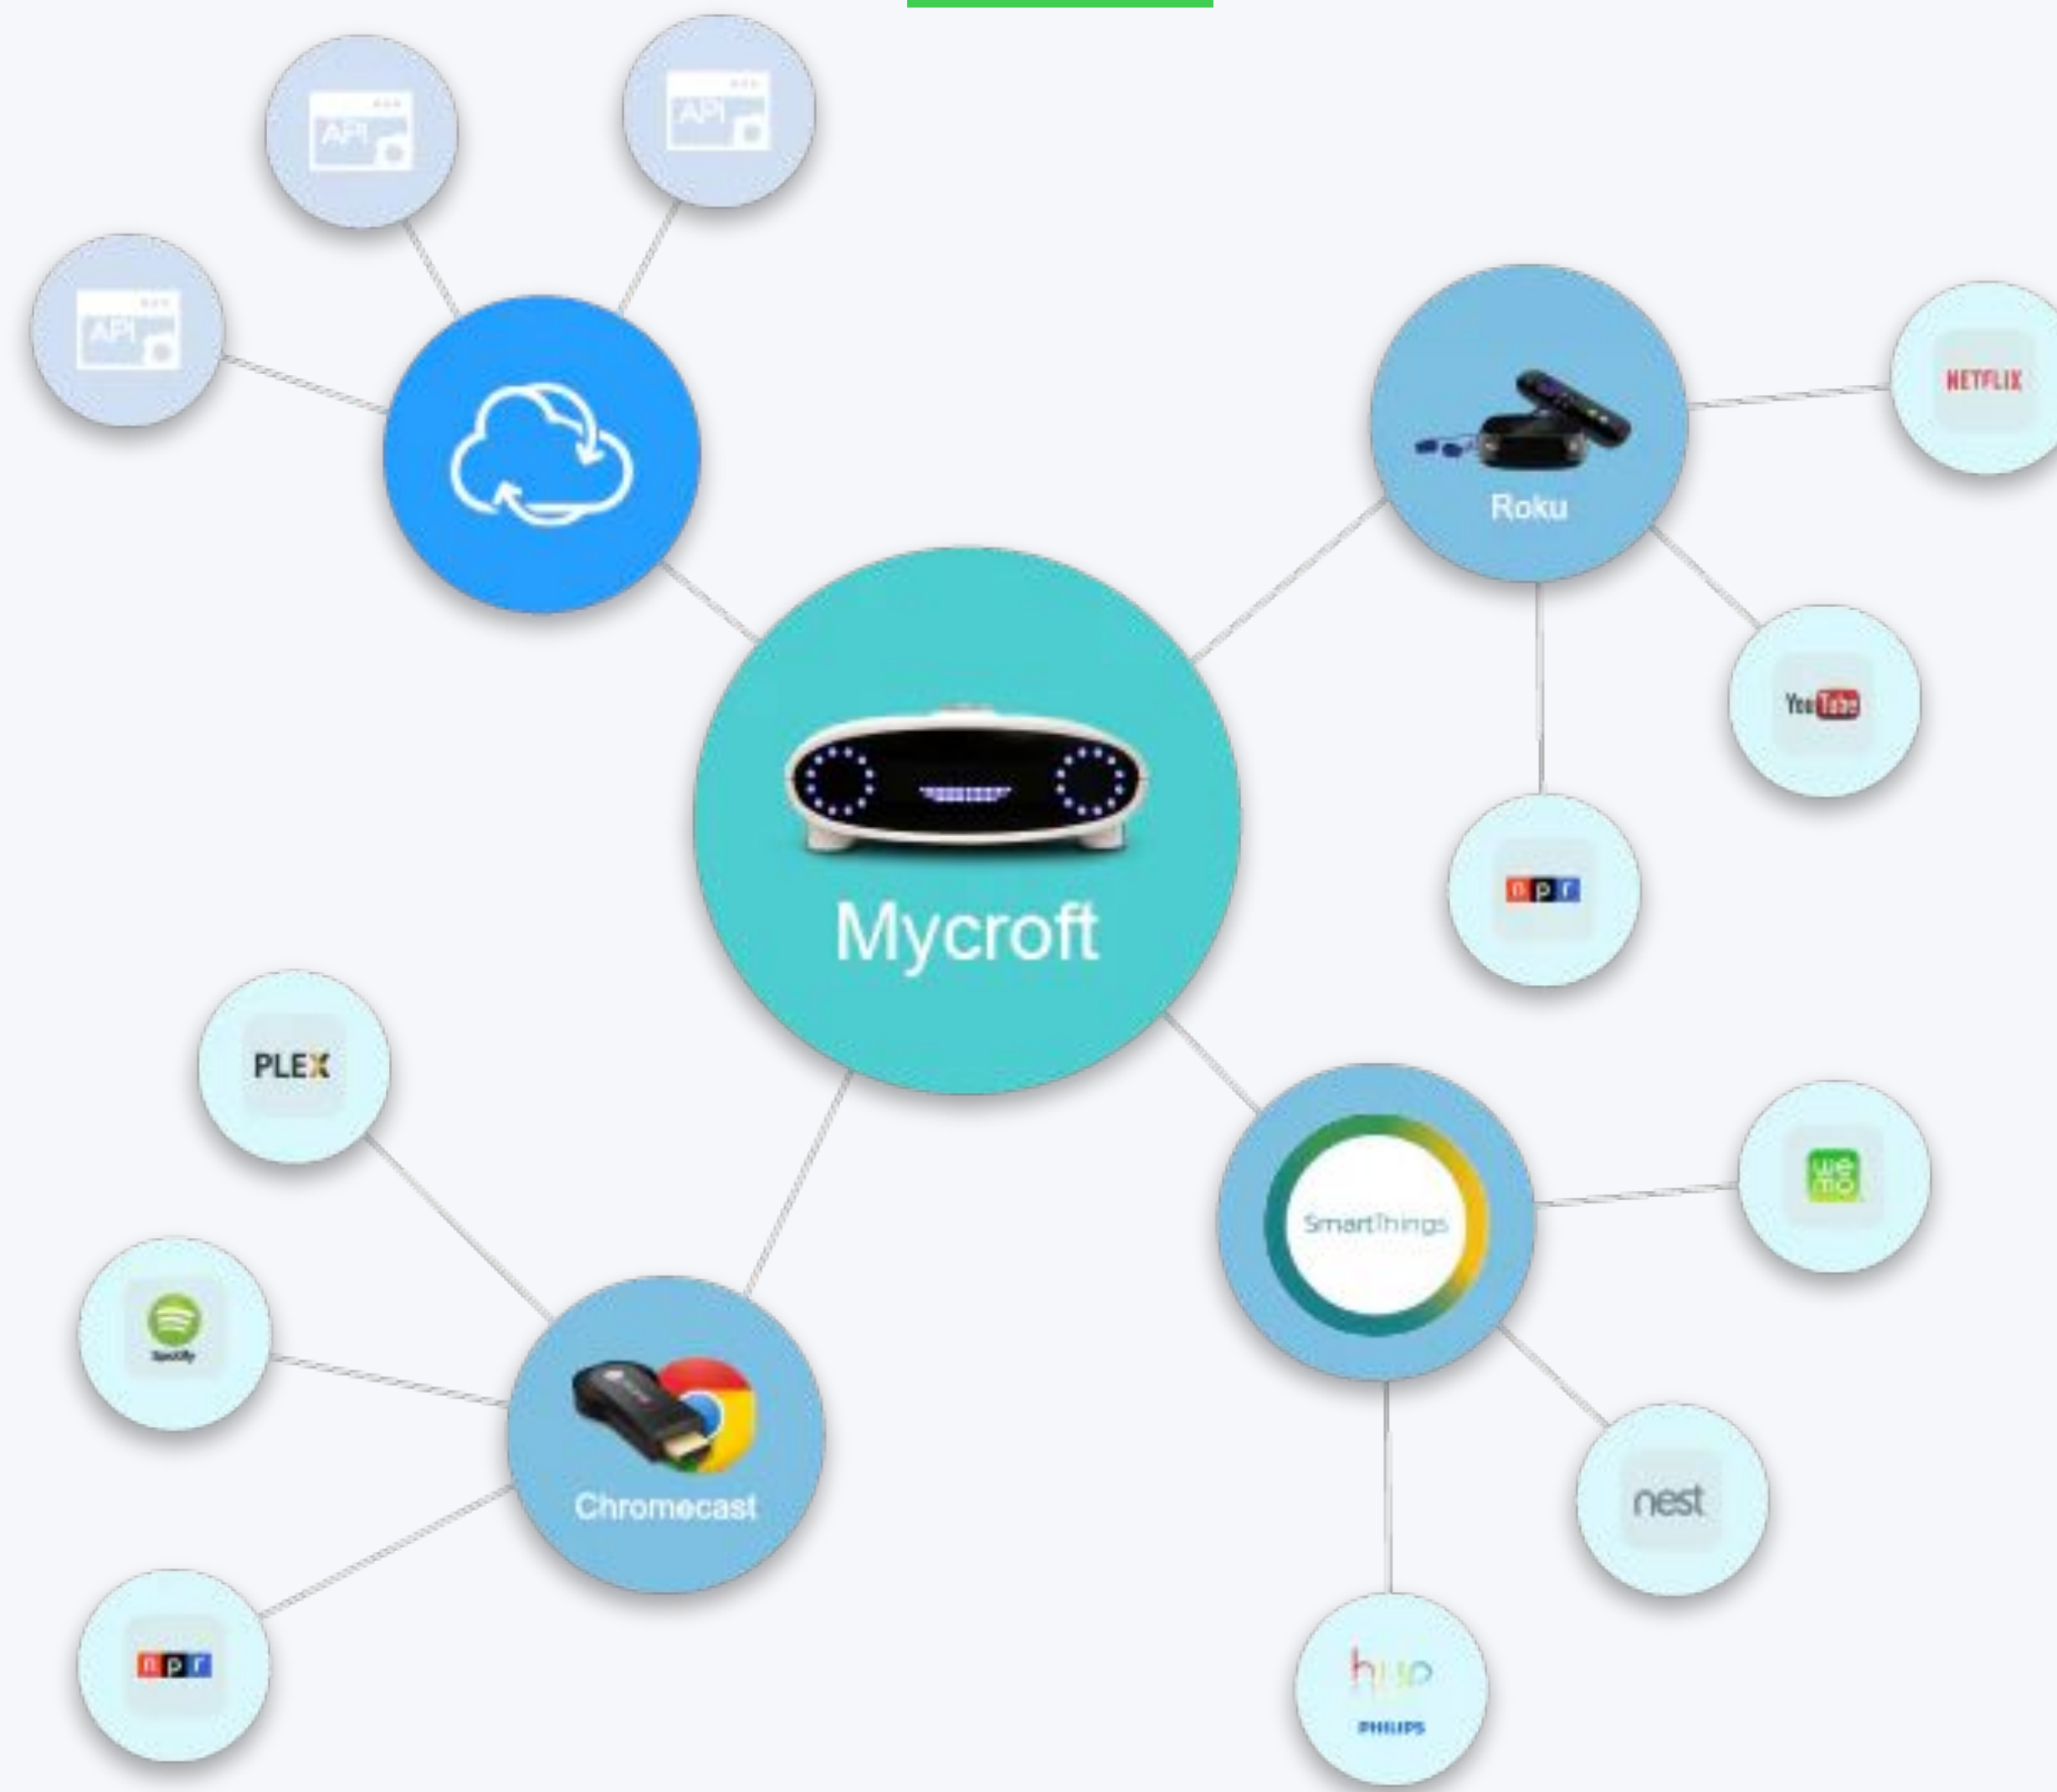 API
API
API
NETFLIX
Roku
YouTube
npr
Mycroft
PLEX
SmartThings
we
mo
Spotify
Chromecast
nest
npr
hue
PHILIPS